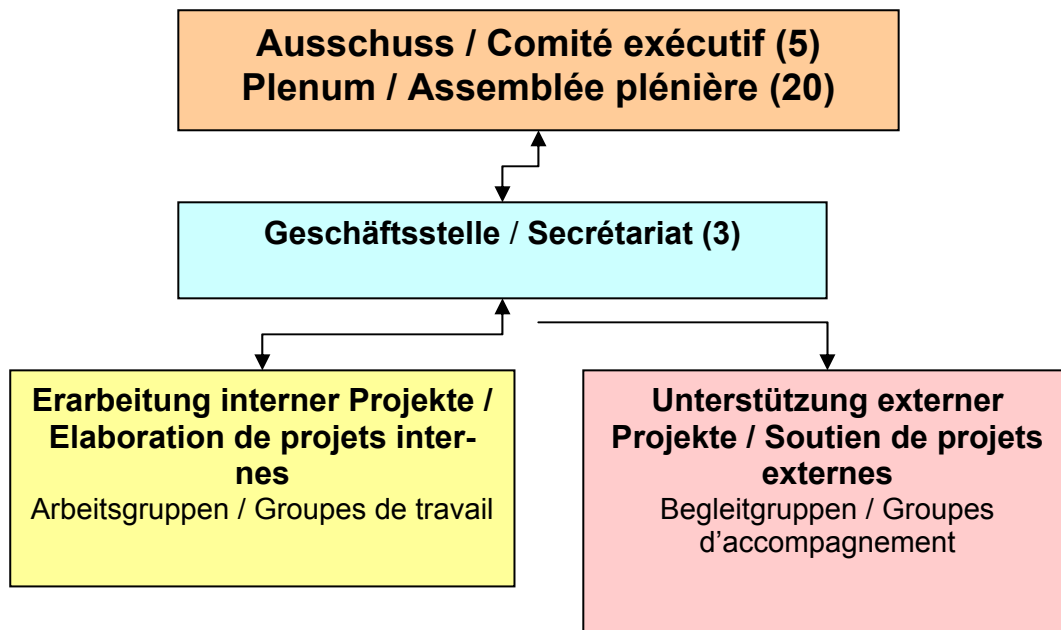 Ausschuss / Comité exécutif (5)
Plenum / Assemblée plénière (20)
Geschäftsstelle / Secrétariat (3)
Erarbeitung interner Projekte /
Elaboration de projets inter-
nes
Arbeitsgruppen / Groupes de travail
Unterstützung externer
Projekte / Soutien de projets
externes
Begleitgruppen / Groupes
d’accompagnement